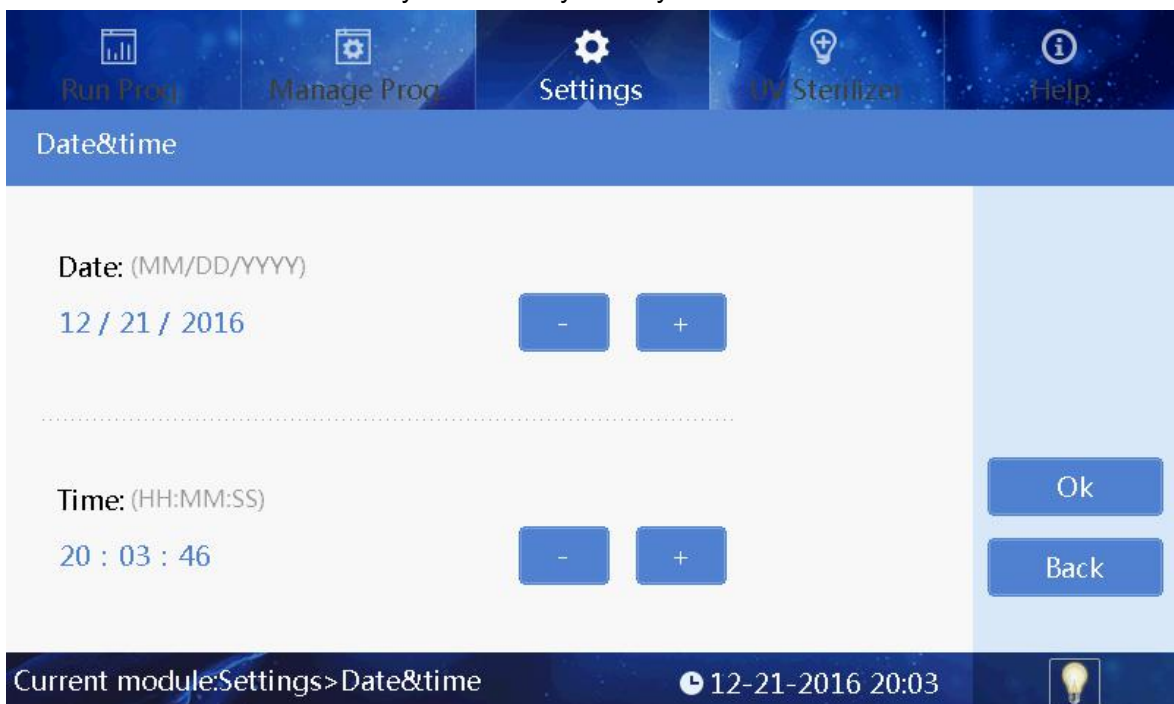 Run Prog.
Manage Prog.
Settings
UV Sterilizer
Help
Date&time
Date: (MM/DD/YYYY)
12 / 21 / 2016
- +
Time: (HH:MM:SS)
20 : 03 : 46
- +
Ok
Back
Current module:Settings>Date&time
12-21-2016 20:03